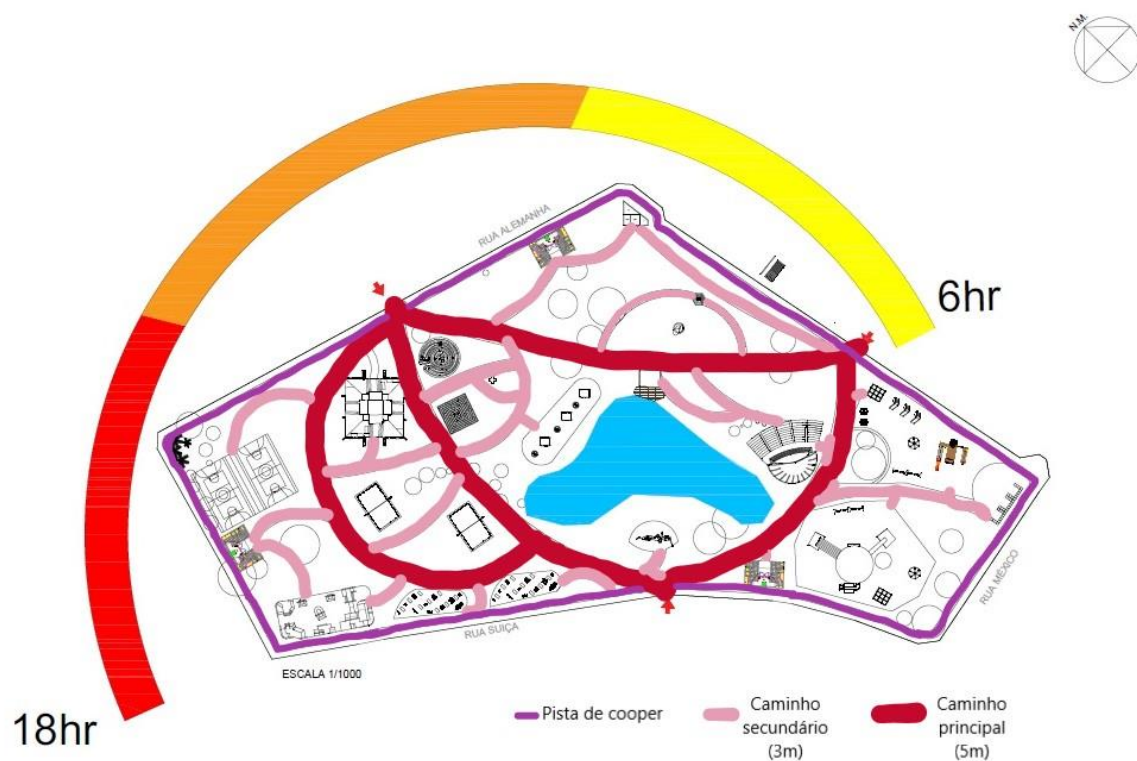 N.M.
RUA ALEMANHA
6hr
RUA MÉXICO
RUA SUIÇA
ESCALA 1/1000
18hr
Pista de cooper
Caminho
secundário
(3m)
Caminho
principal
(5m)